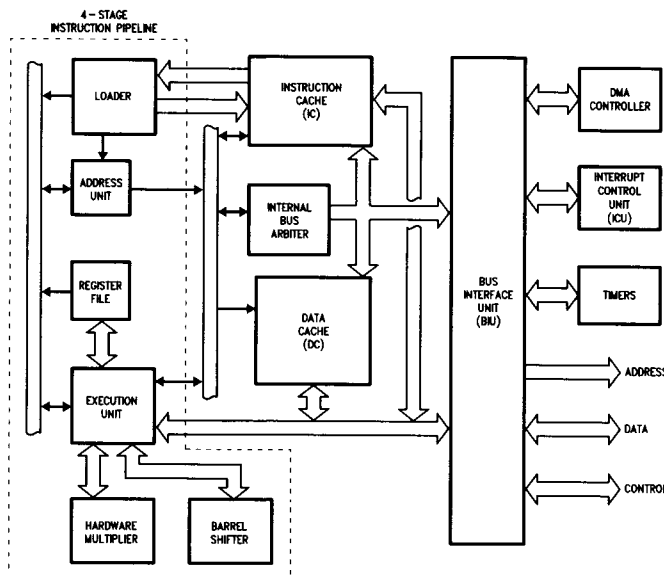 4-STAGE
INSTRUCTION PIPELINE
LOADER
INSTRUCTION
CACHE
(IC)
DMA
CONTROLLER
ADDRESS
UNIT
INTERNAL
BUS
ARBITER
INTERRUPT
CONTROL
UNIT
(ICU)
REGISTER
FILE
DATA
CACHE
(DC)
BUS
INTERFACE
UNIT
(BIU)
TIMERS
EXECUTION
UNIT
ADDRESS
DATA
CONTROL
HARDWARE
MULTIPLIER
BARREL
SHIFTER